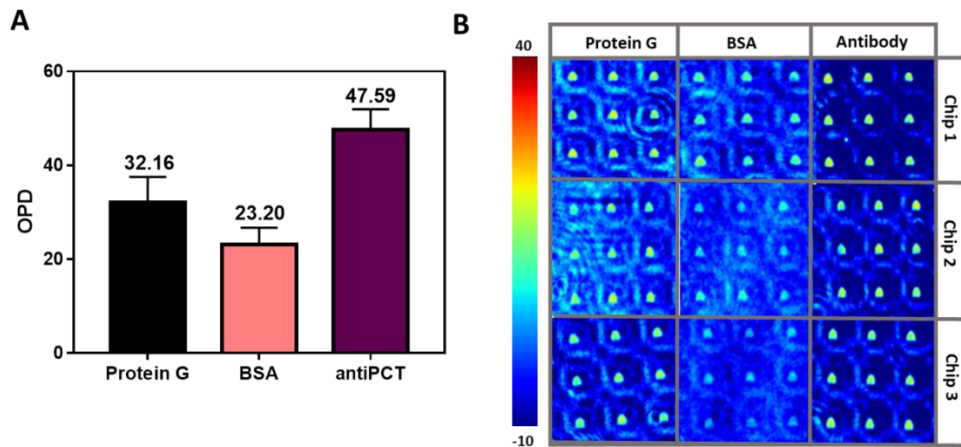 A
OPD
60
40
20
0
32.16
23.20
47.59
Protein G BSA antiPCT
B
40
-10
Protein G BSA Antibody
Chip 1
Chip 2
Chip 3